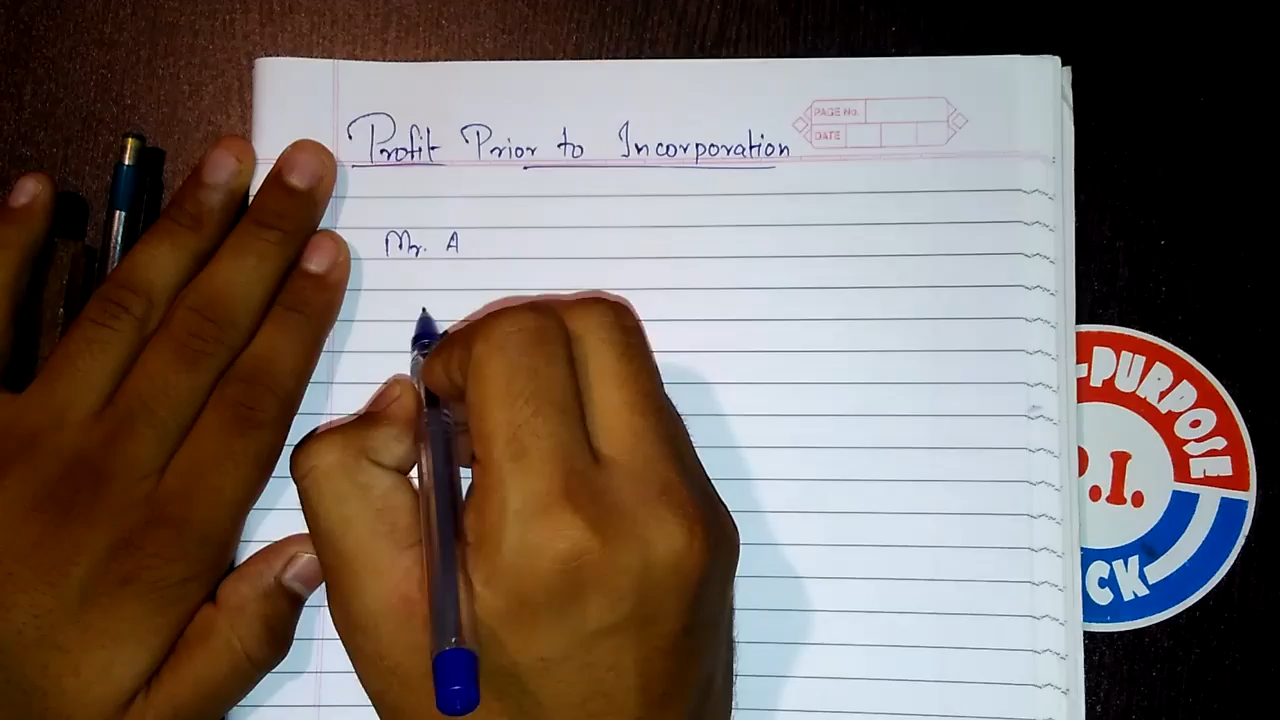 Profit Prior to Incorporation
PAGE No.
DATE
Mr. A
-PURPOSE
P.I.
CK